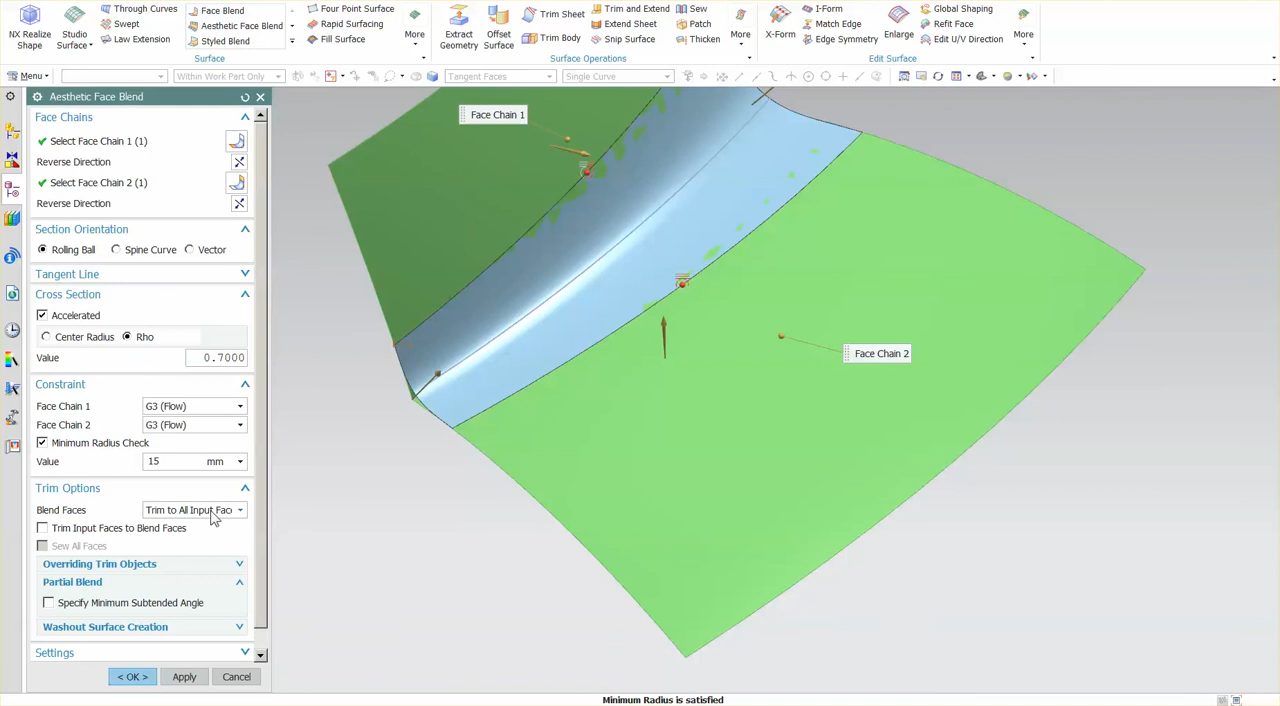 NX Realize Shape
Studio Surface
Through Curves
Swept
Law Extension
Face Blend
Aesthetic Face Blend
Styled Blend
Four Point Surface
Rapid Surfacing
Fill Surface
More
Surface
Extract Geometry
Offset Surface
Trim Sheet
Trim Body
Trim and Extend
Extend Sheet
Snip Surface
Sew
Patch
Thicken
More
Surface Operations
X-Form
I-Form
Match Edge
Edge Symmetry
Enlarge
Global Shaping
Refit Face
Edit U/V Direction
More
Edit Surface
Menu
Within Work Part Only
Tangent Faces
Single Curve
Aesthetic Face Blend
Face Chains
Select Face Chain 1 (1)
Reverse Direction
Select Face Chain 2 (1)
Reverse Direction
Section Orientation
Rolling Ball
Spine Curve
Vector
Tangent Line
Cross Section
Accelerated
Center Radius
Rho
Value
0.7000
Constraint
Face Chain 1
G3 (Flow)
Face Chain 2
G3 (Flow)
Minimum Radius Check
Value
15
mm
Trim Options
Blend Faces
Trim to All Input Face
Trim Input Faces to Blend Faces
Sew All Faces
Overriding Trim Objects
Partial Blend
Specify Minimum Subtended Angle
Washout Surface Creation
Settings
< OK >
Apply
Cancel
Face Chain 1
Face Chain 2
Minimum Radius is satisfied